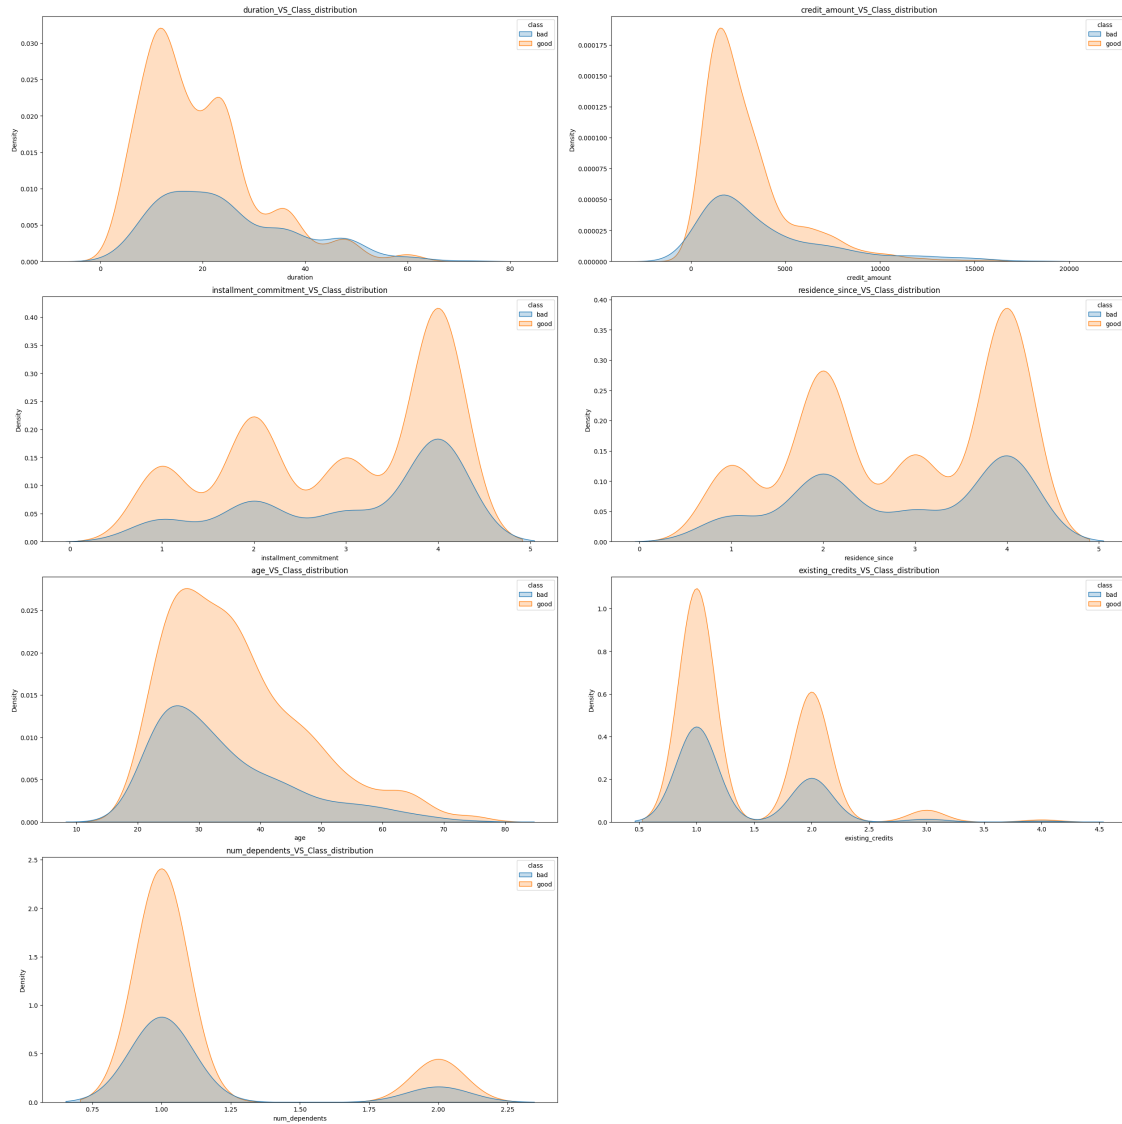 duration_VS_Class_distribution
class
bad
good
0.030
0.025
0.020
0.015
0.010
0.005
0.000
Density
0
20
40
60
80
duration
credit_amount_VS_Class_distribution
class
bad
good
0.000175
0.000150
0.000125
0.000100
0.000075
0.000050
0.000025
0.000000
Density
0
5000
10000
15000
20000
credit_amount
installment_commitment_VS_Class_distribution
class
bad
good
0.40
0.35
0.30
0.25
0.20
0.15
0.10
0.05
0.00
Density
0
1
2
3
4
5
installment_commitment
residence_since_VS_Class_distribution
class
bad
good
0.40
0.35
0.30
0.25
0.20
0.15
0.10
0.05
0.00
Density
0
1
2
3
4
5
residence_since
age_VS_Class_distribution
class
bad
good
0.025
0.020
0.015
0.010
0.005
0.000
Density
10
20
30
40
50
60
70
80
age
existing_credits_VS_Class_distribution
class
bad
good
1.0
0.8
0.6
0.4
0.2
0.0
Density
0.5
1.0
1.5
2.0
2.5
3.0
3.5
4.0
4.5
existing_credits
num_dependents_VS_Class_distribution
class
bad
good
2.5
2.0
1.5
1.0
0.5
0.0
Density
0.75
1.00
1.25
1.50
1.75
2.00
2.25
num_dependents